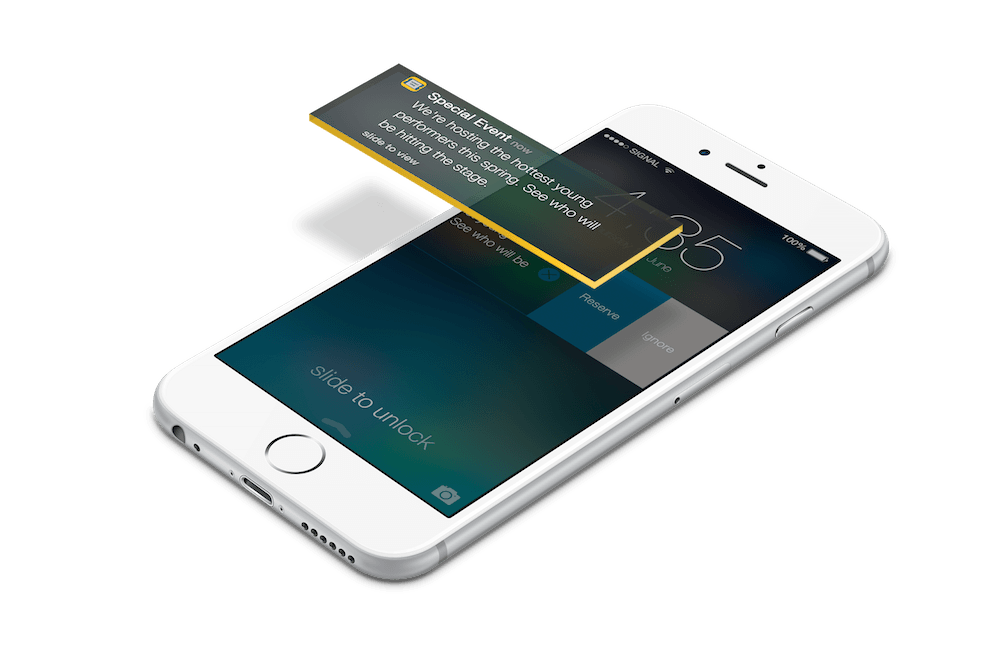 SIGNAL
100%
4:35
June
Special Event now
We're hosting the hottest young
performers this spring. See who will
be hitting the stage.
slide to view
See who will be
Reserve
Ignore
slide to unlock